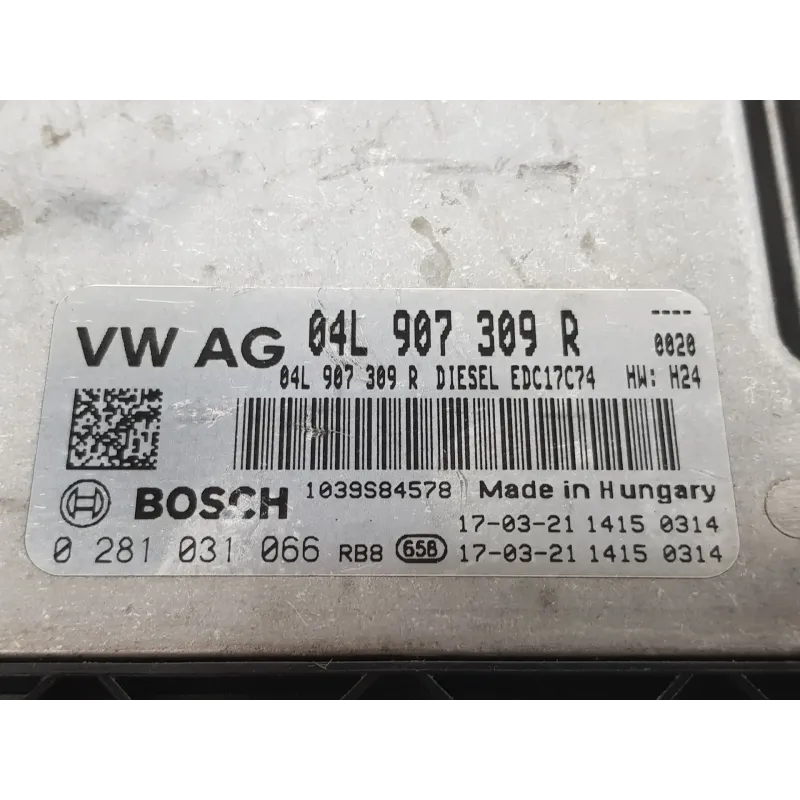 VW AG 04L 907 309 R ----
0020
04L 907 309 R DIESEL EDC17C74 HW: H24
BOSCH 1039S84578 Made in Hungary
17-03-21 1415 0314
0 281 031 066 RB8 658 17-03-21 1415 0314